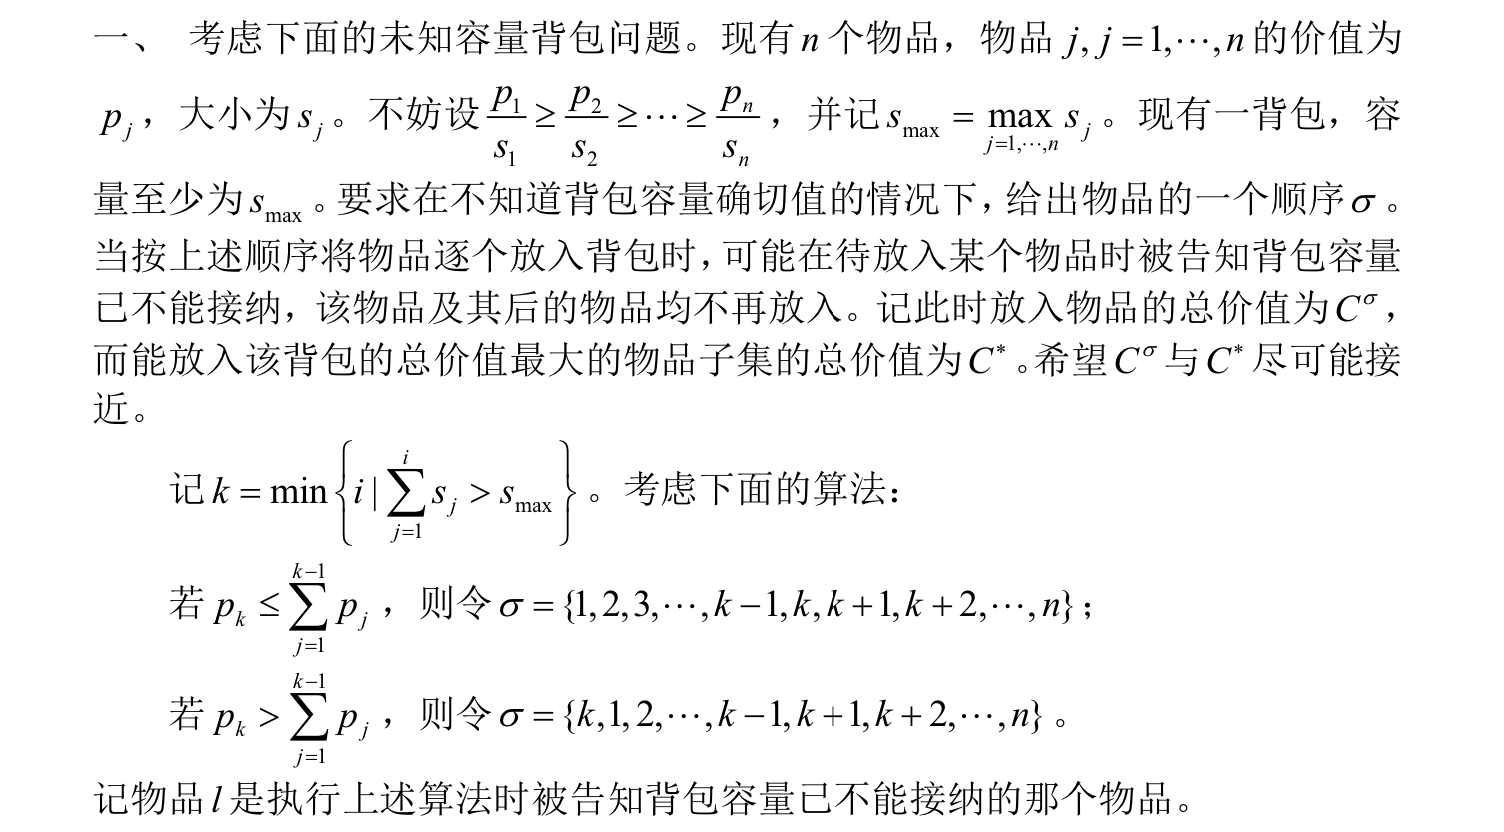 一、 考虑下面的未知容量背包问题。现有 $n$ 个物品，物品 $j, j=1,\cdots,n$ 的价值为
$p_j$，大小为 $s_j$。不妨设 $\frac{p_1}{s_1} \geq \frac{p_2}{s_2} \geq \cdots \geq \frac{p_n}{s_n}$，并记 $s_{\max} = \max_{j=1,\cdots,n} s_j$。现有一背包，容
量至少为 $s_{\max}$。要求在不知道背包容量确切值的情况下，给出物品的一个顺序 $\sigma$。
当按上述顺序将物品逐个放入背包时，可能在待放入某个物品时被告知背包容量
已不能接纳，该物品及其后的物品均不再放入。记此时放入物品的总价值为 $C^{\sigma}$，
而能放入该背包的总价值最大的物品子集的总价值为 $C^*$。希望 $C^{\sigma}$ 与 $C^*$ 尽可能接
近。
记 $k = \min\left\{ i \mid \sum_{j=1}^{i} s_j > s_{\max} \right\}$。考虑下面的算法：
若 $p_k \leq \sum_{j=1}^{k-1} p_j$，则令 $\sigma = \{1,2,3,\cdots,k-1,k,k+1,k+2,\cdots,n\}$；
若 $p_k > \sum_{j=1}^{k-1} p_j$，则令 $\sigma = \{k,1,2,\cdots,k-1,k+1,k+2,\cdots,n\}$。
记物品 $l$ 是执行上述算法时被告知背包容量已不能接纳的那个物品。